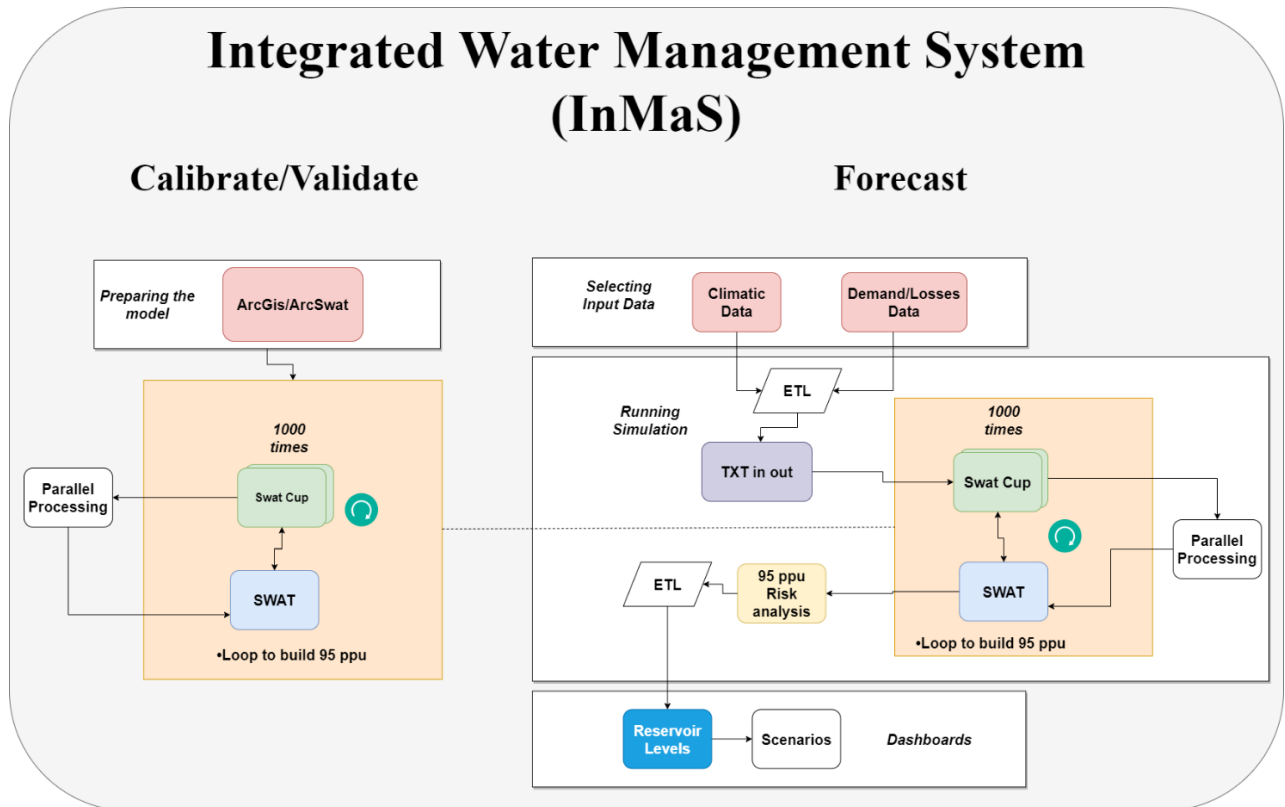 Integrated Water Management System
(InMaS)
Calibrate/Validate
Forecast
Preparing the
model
ArcGis/ArcSwat
1000
times
Swat Cup
Parallel
Processing
SWAT
•Loop to build 95 ppu
Selecting
Input Data
Climatic
Data
Demand/Losses
Data
ETL
Running
Simulation
TXT in out
1000
times
Swat Cup
Parallel
Processing
SWAT
•Loop to build 95 ppu
95 ppu
Risk
analysis
ETL
Reservoir
Levels
Scenarios
Dashboards